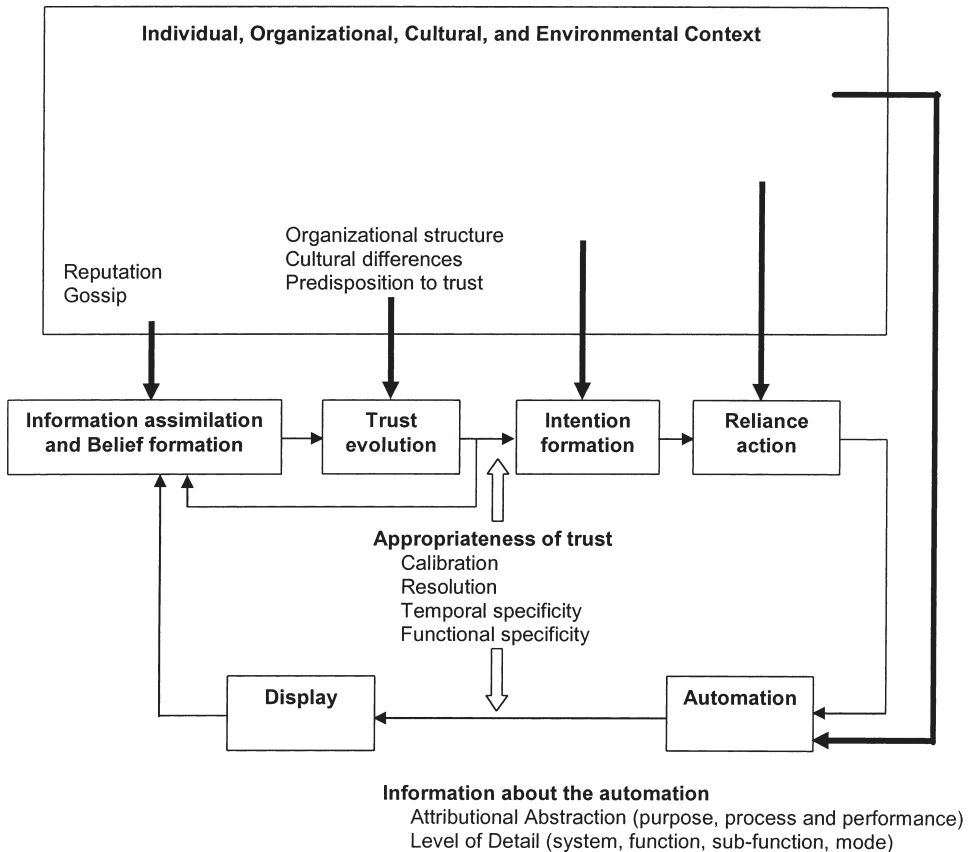 Individual, Organizational, Cultural, and Environmental Context
Organizational structure
Cultural differences
Predisposition to trust
Reputation
Gossip
Information assimilation
and Belief formation
Trust
evolution
Intention
formation
Reliance
action
Appropriateness of trust
Calibration
Resolution
Temporal specificity
Functional specificity
Display
Automation
Information about the automation
Attributional Abstraction (purpose, process and performance)
Level of Detail (system, function, sub-function, mode)